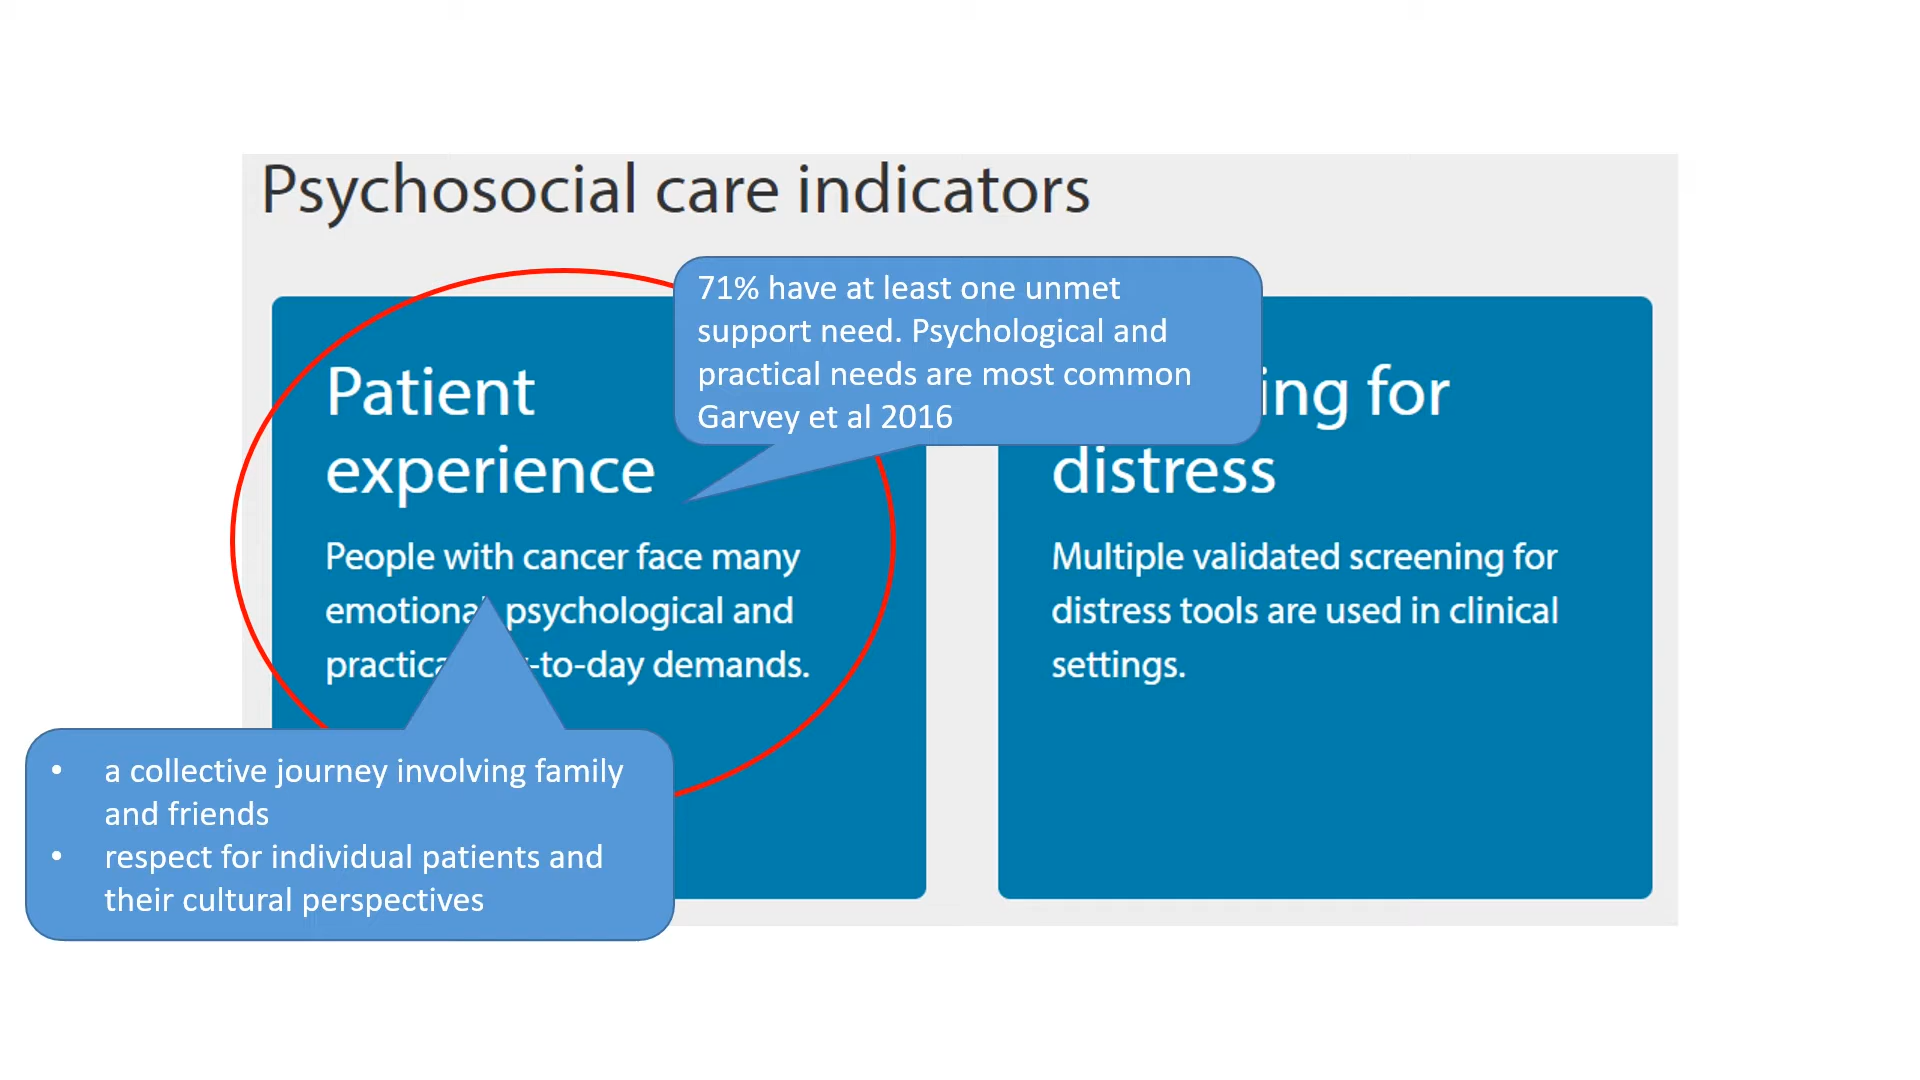 Psychosocial care indicators
Patient
experience
People with cancer face many
emotional psychological and
-to-day demands.
71% have at least one unmet
support need. Psychological and
practical needs are most common
Garvey et al 2016
ing for
distress
Multiple validated screening for
distress tools are used in clinical
settings.
• a collective journey involving family
and friends
• respect for individual patients and
their cultural perspectives